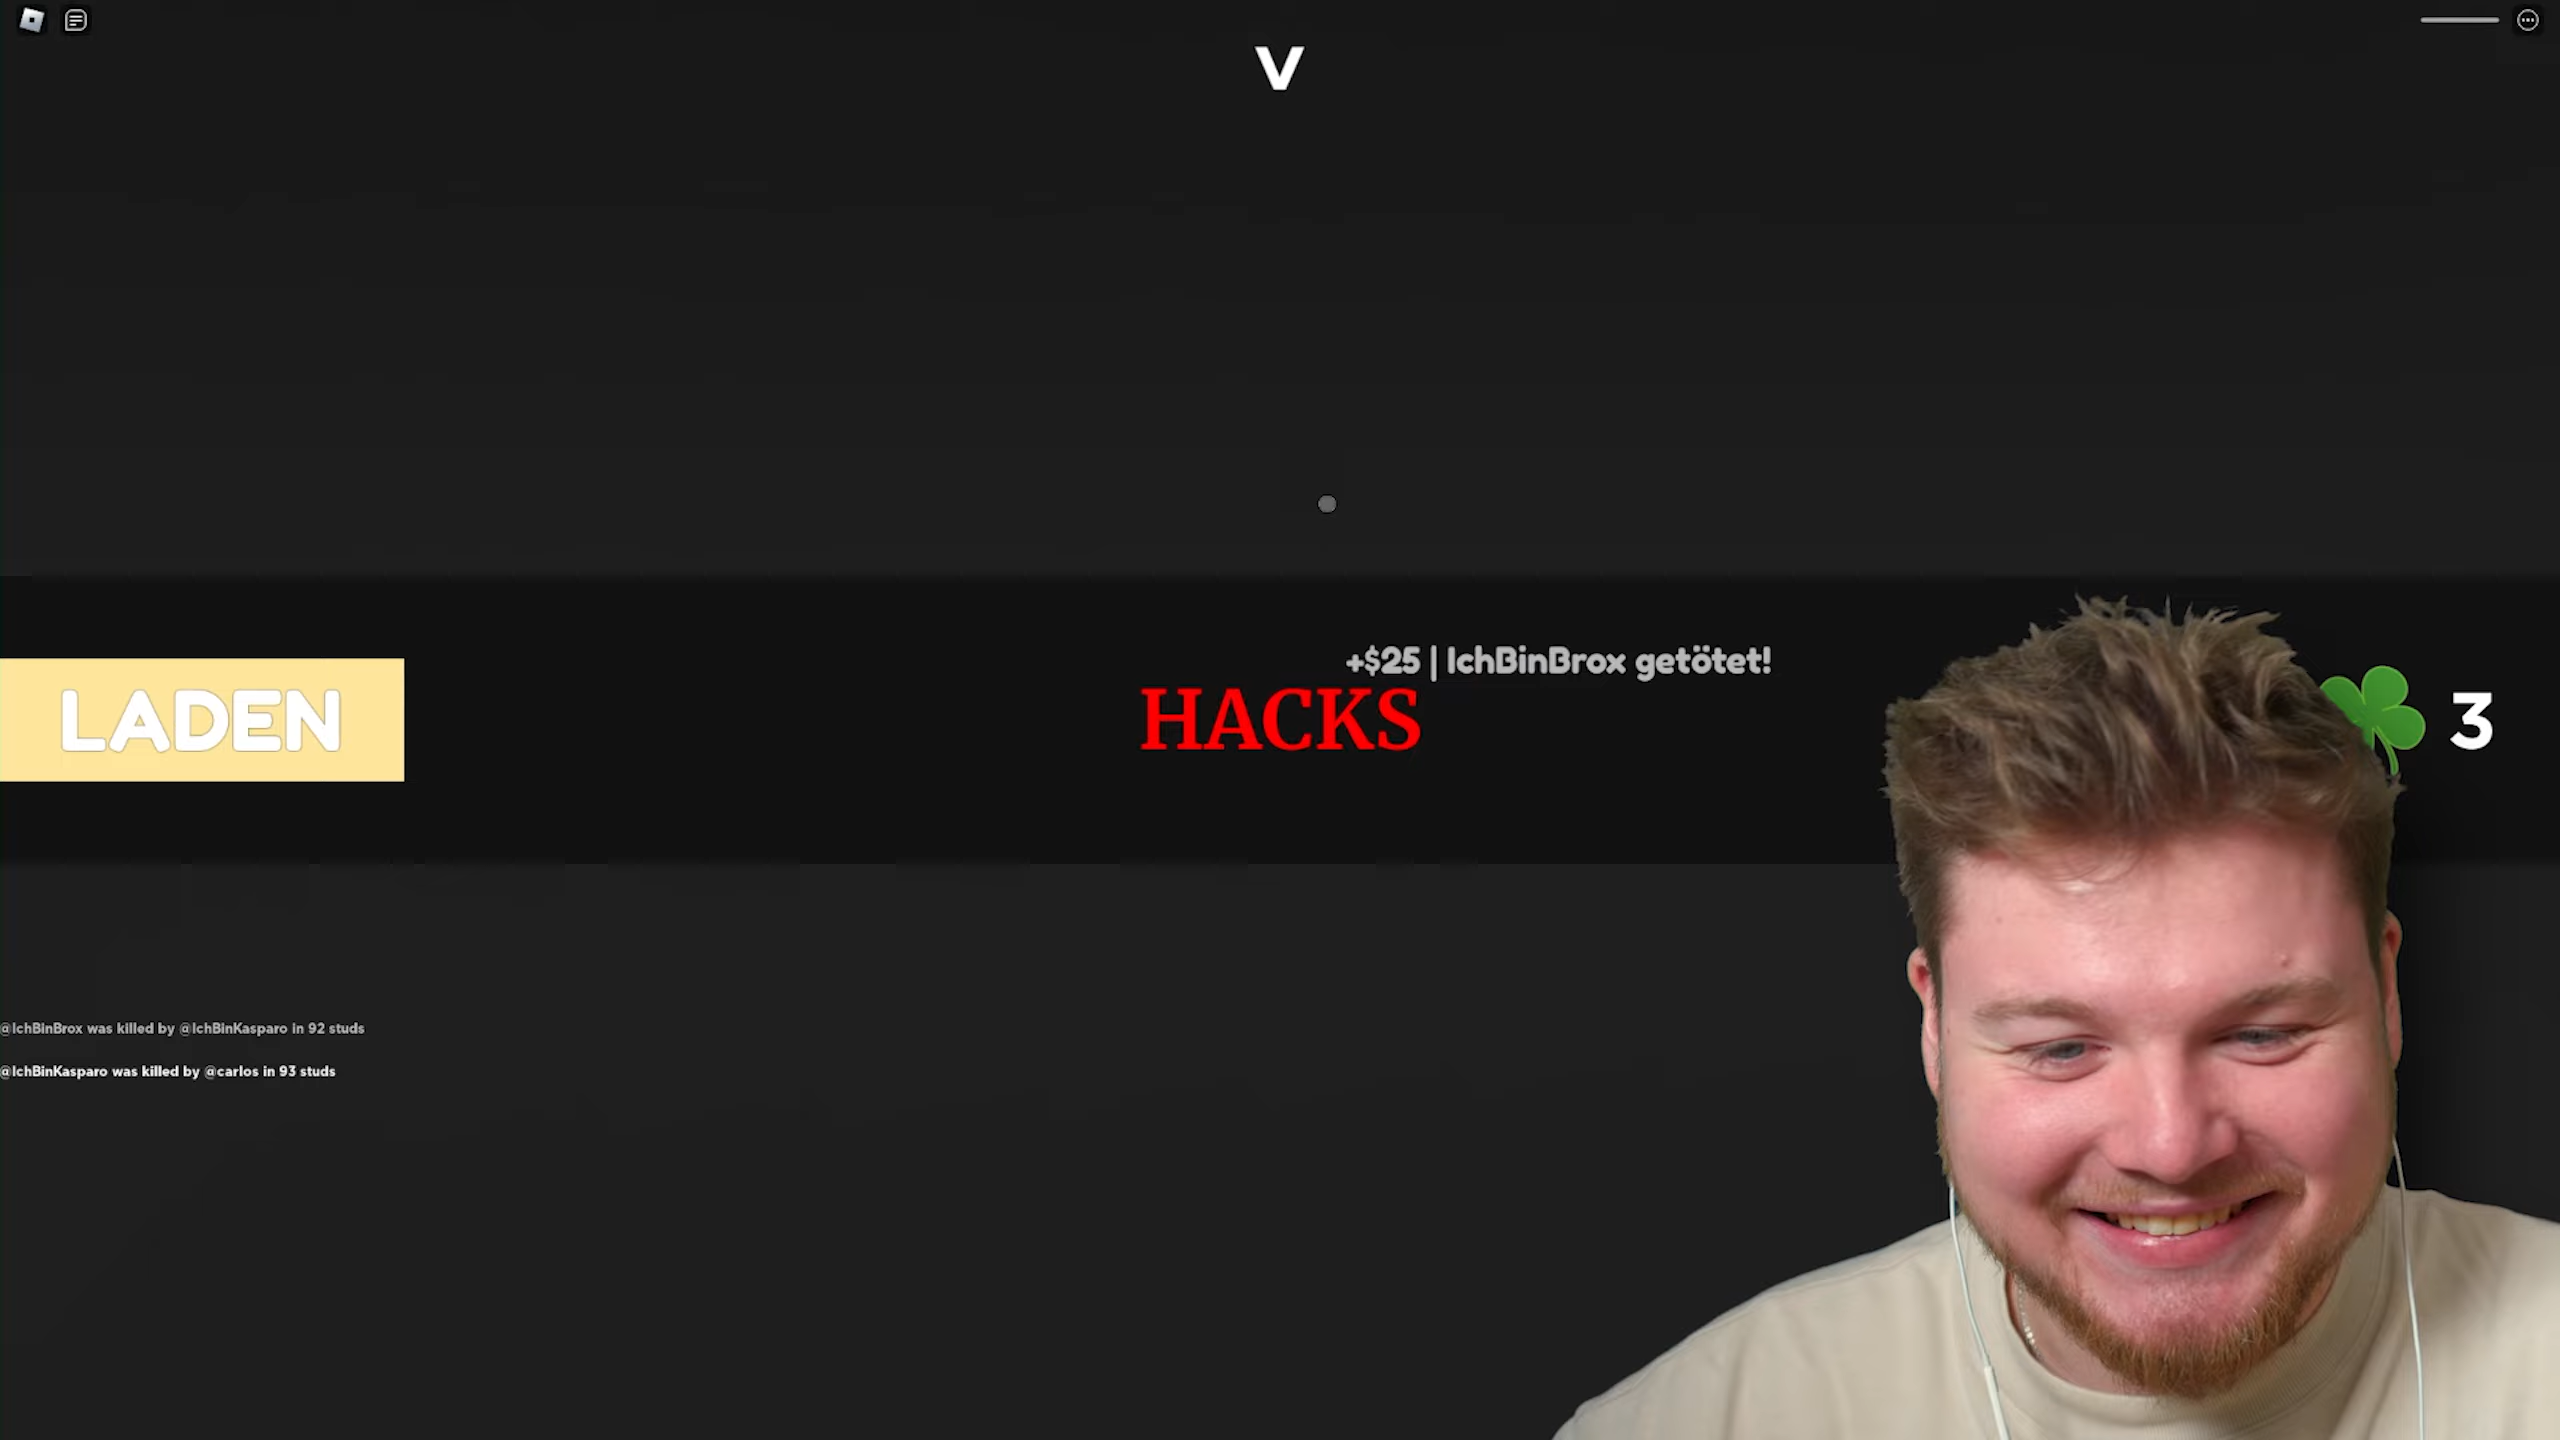 V
+$25 | IchBinBrox getötet!
LADEN
HACKS
3
@IchBinBrox was killed by @IchBinKasparo in 92 studs
@IchBinKasparo was killed by @carlos in 93 studs